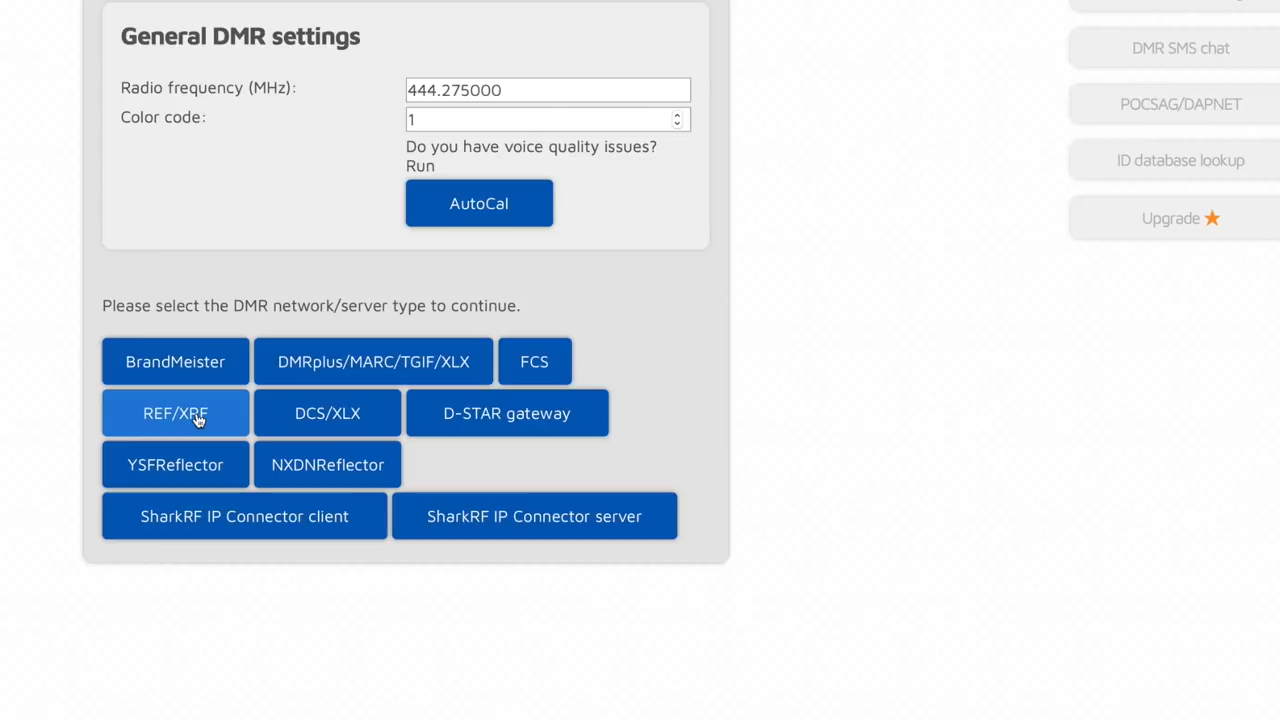 General DMR settings
Radio frequency (MHz):
444.275000
Color code:
1
Do you have voice quality issues?
Run
AutoCal
Please select the DMR network/server type to continue.
BrandMeister
DMRplus/MARC/TGIF/XLX
FCS
REF/XRF
DCS/XLX
D-STAR gateway
YSFReflector
NXDNReflector
SharkRF IP Connector client
SharkRF IP Connector server
DMR SMS chat
POCSAG/DAPNET
ID database lookup
Upgrade